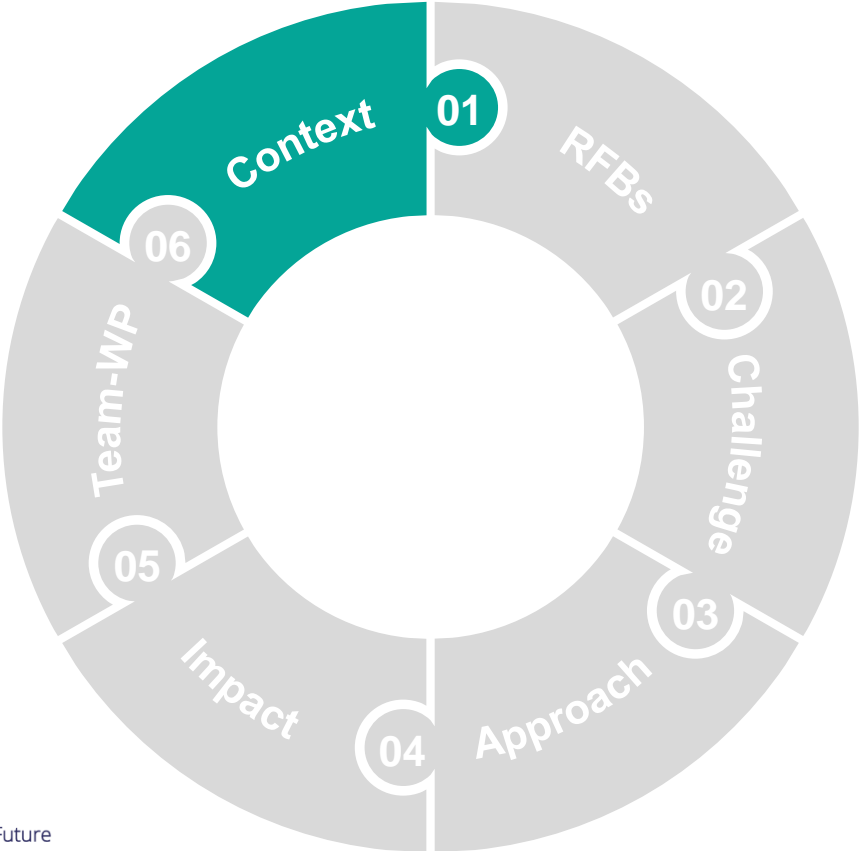 01
Context
RFBs
02
Challenge
03
Approach
04
Impact
05
Team-WP
06
Future